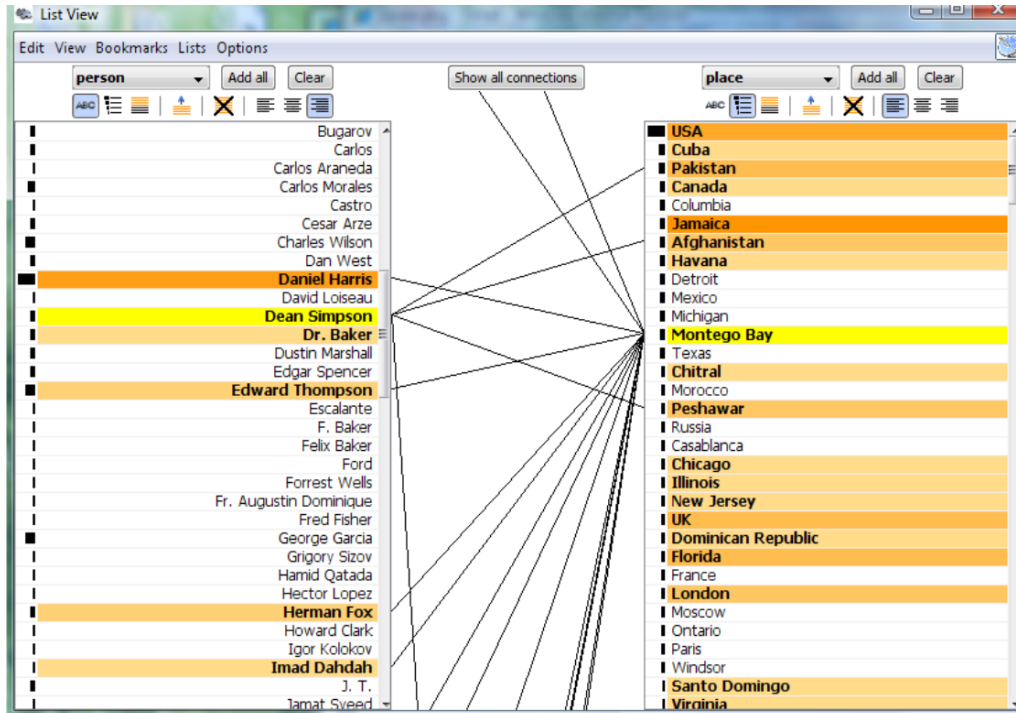 List View
Edit View Bookmarks Lists Options
person Add all Clear Show all connections place Add all Clear
ABC ABC
Bugarov
Carlos
Carlos Araneda
Carlos Morales
Castro
Cesar Arze
Charles Wilson
Dan West
Daniel Harris
David Loiseau
Dean Simpson
Dr. Baker
Dustin Marshall
Edgar Spencer
Edward Thompson
Escalante
F. Baker
Felix Baker
Ford
Forrest Wells
Fr. Augustin Dominique
Fred Fisher
George Garcia
Grigory Sizov
Hamid Qatada
Hector Lopez
Herman Fox
Howard Clark
Igor Kolokov
Imad Dahdah
J. T.
Jamat Syeed
USA
Cuba
Pakistan
Canada
Columbia
Jamaica
Afghanistan
Havana
Detroit
Mexico
Michigan
Montego Bay
Texas
Chitral
Morocco
Peshawar
Russia
Casablanca
Chicago
Illinois
New Jersey
UK
Dominican Republic
Florida
France
London
Moscow
Ontario
Paris
Windsor
Santo Domingo
Virginia